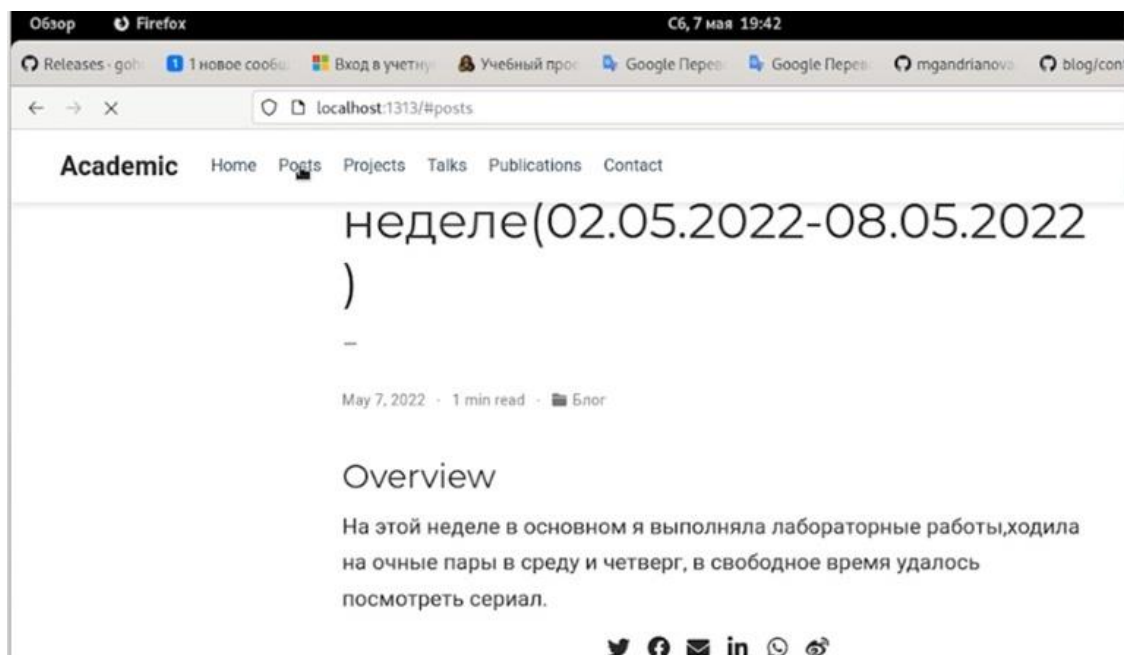 Обзор Firefox Сб, 7 мая 19:42
Releases · goh 1 новое сообщ Вход в учетну Учебный прос Google Перев Google Перев mgandrianova blog/con
localhost:1313/#posts
Academic Home Posts Projects Talks Publications Contact
неделе(02.05.2022-08.05.2022
)
–
May 7, 2022 · 1 min read · Блог
Overview
На этой неделе в основном я выполняла лабораторные работы,ходила
на очные пары в среду и четверг, в свободное время удалось
посмотреть сериал.